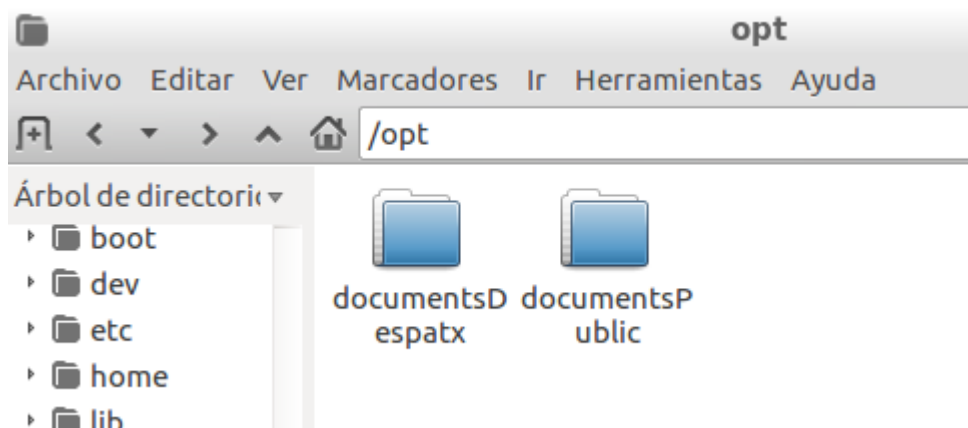 opt
Archivo Editar Ver Marcadores Ir Herramientas Ayuda
/opt
Árbol de directori
boot
dev
etc
home
lib
documentsD
espatx
documentsP
ublic